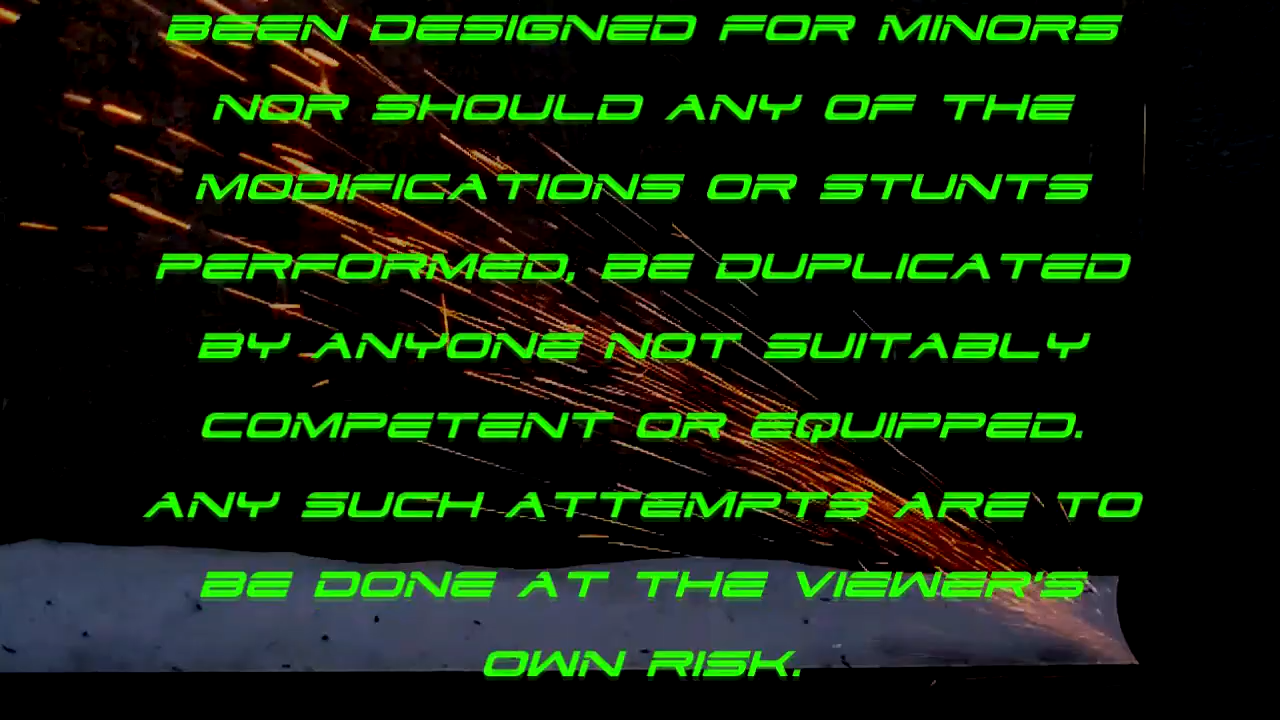 BEEN DESIGNED FOR MINORS
NOR SHOULD ANY OF THE
MODIFICATIONS OR STUNTS
PERFORMED, BE DUPLICATED
BY ANYONE NOT SUITABLY
COMPETENT OR EQUIPPED.
ANY SUCH ATTEMPTS ARE TO
BE DONE AT THE VIEWER'S
OWN RISK.